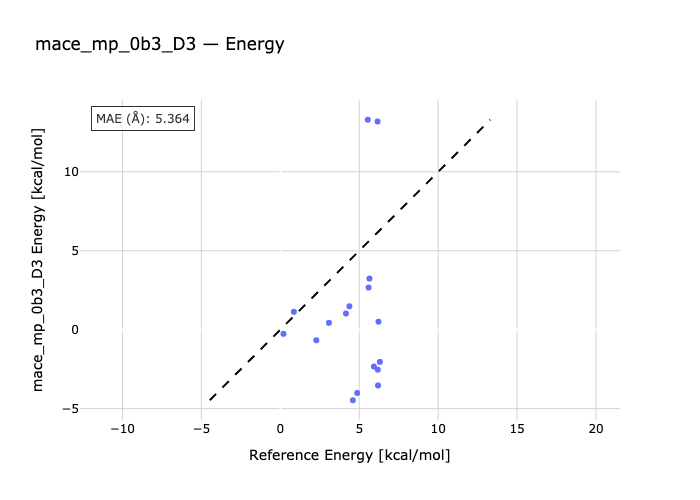 mace_mp_0b3_D3 — Energy
MAE (Å): 5.364
mace_mp_0b3_D3 Energy [kcal/mol]
10
5
0
−5
−10
−5
0
5
10
15
20
Reference Energy [kcal/mol]